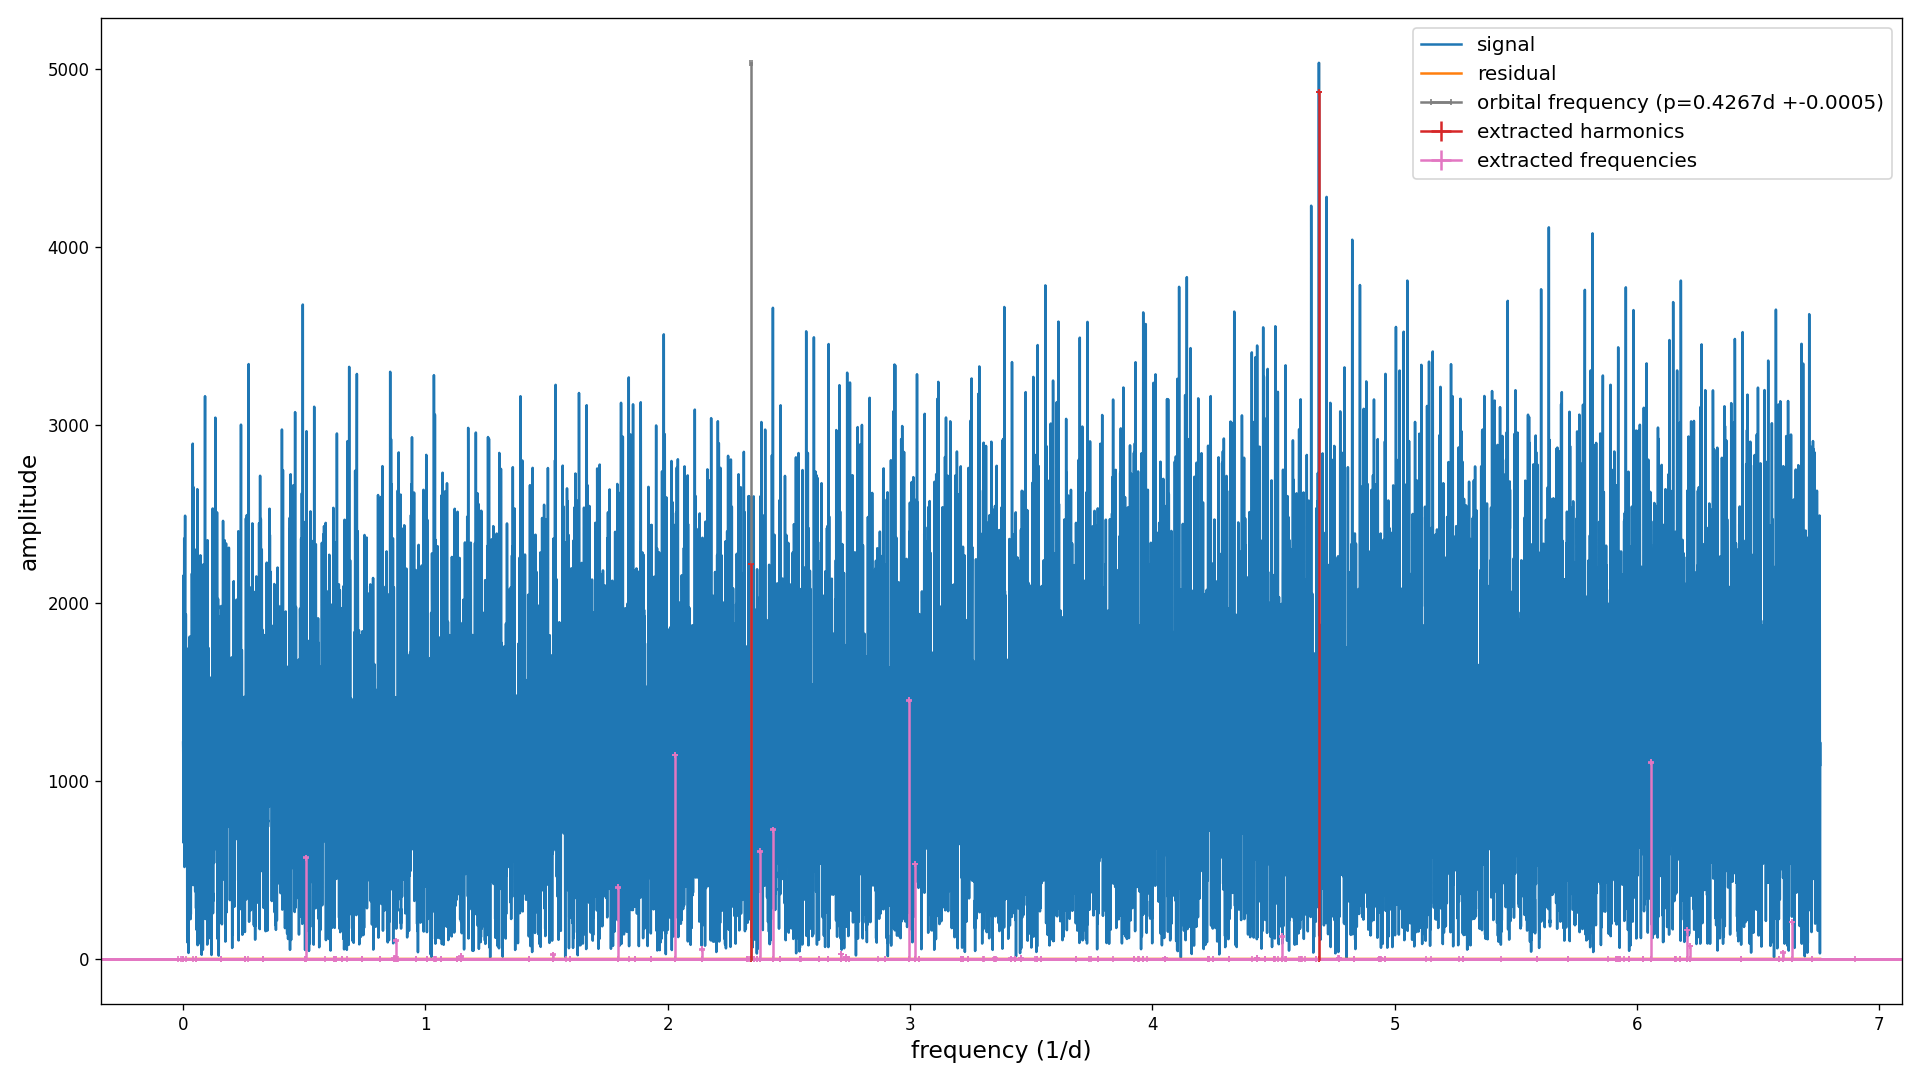 signal
residual
orbital frequency (p=0.4267d +-0.0005)
extracted harmonics
extracted frequencies
5000
4000
3000
2000
1000
0
amplitude
0 1 2 3 4 5 6 7
frequency (1/d)